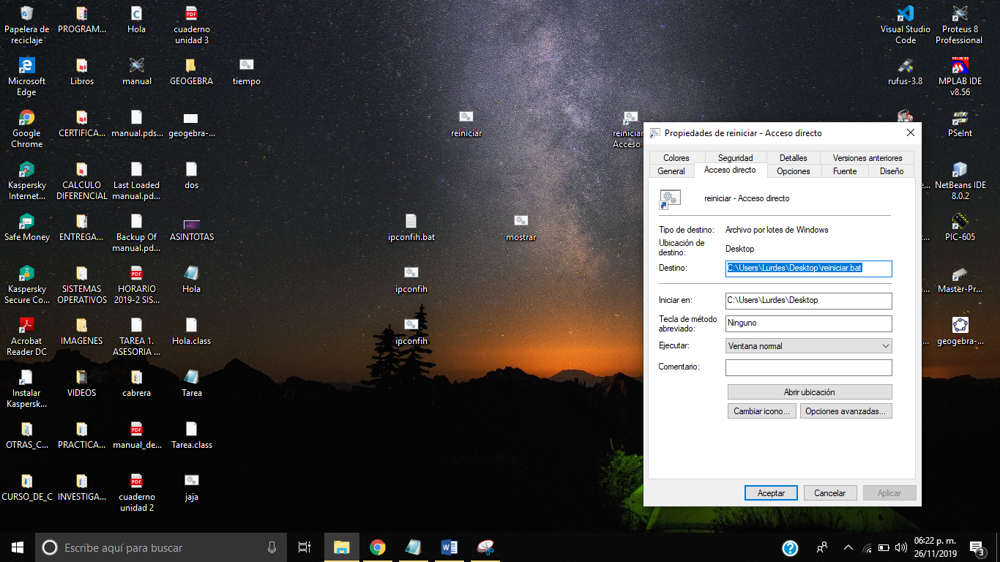 Papelera de
reciclaje
PROGRAM...
Hola
cuaderno
unidad 3
Microsoft
Edge
Libros
manual
GEOGEBRA
tiempo
Google
Chrome
CERTIFICA...
manual.pds...
geogebra-...
Kaspersky
Internet...
CALCULO
DIFERENCIAL
Last Loaded
manual.pd...
dos
Safe Money
ENTREGA...
Backup Of
manual.pd...
ASINTOTAS
Kaspersky
Secure Co...
SISTEMAS
OPERATIVOS
HORARIO
2019-2 SIS...
Hola
Acrobat
Reader DC
IMAGENES
TAREA 1.
ASESORIA ...
Hola.class
Instalar
Kaspersk...
VIDEOS
cabrera
Tarea
OTRAS_C...
PRACTICA...
manual_de...
Tarea.class
CURSO_DE_C
INVESTIGA...
cuaderno
unidad 2
jaja
reiniciar
reiniciar
Acceso
ipconfih.bat
mostrar
ipconfih
ipconfih
Visual Studio
Code
Proteus 8
Professional
rufus-3.8
MPLAB IDE
v8.56
PSeInt
NetBeans IDE
8.0.2
PIC-605
Master-Pr...
geogebra-...
Propiedades de reiniciar - Acceso directo
Colores Seguridad Detalles Versiones anteriores
General Acceso directo Opciones Fuente Diseño
reiniciar - Acceso directo
Tipo de destino: Archivo por lotes de Windows
Ubicación de
destino: Desktop
Destino: C:\Users\Lurdes\Desktop\reiniciar.bat
Iniciar en: C:\Users\Lurdes\Desktop
Tecla de método
abreviado: Ninguno
Ejecutar: Ventana normal
Comentario:
Abrir ubicación
Cambiar icono... Opciones avanzadas...
Aceptar Cancelar Aplicar
Escribe aquí para buscar
06:22 p. m.
26/11/2019
3